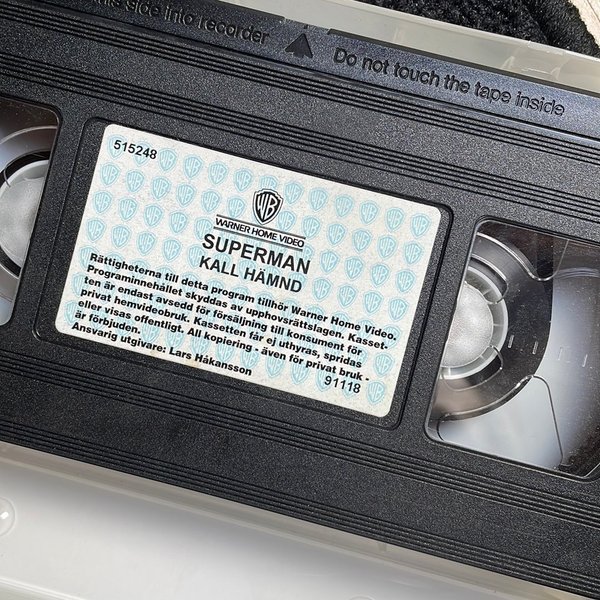 this side into recorder
Do not touch the tape inside
515248
WB
WARNER HOME VIDEO
SUPERMAN
KALL HÄMND
Rättigheterna till detta program tillhör Warner Home Video.
Programinnehållet skyddas av upphovsrättslagen. Kasset-
ten är endast avsedd för försäljning till konsument för
privat hemvideobruk. Kassetten får ej uthyras, spridas
eller visas offentligt. All kopiering - även för privat bruk -
är förbjuden.
Ansvarig utgivare: Lars Håkansson
91118